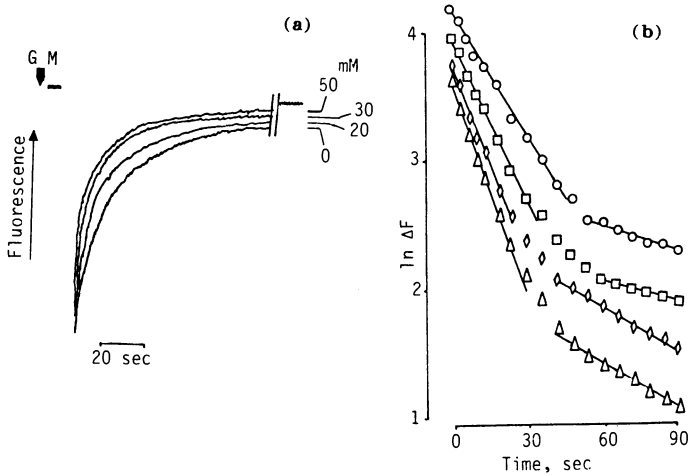 (a)
G M
mM
50
30
20
0
Fluorescence
20 sec
(b)
ln ΔF
4
3
2
1
0 30 60 90
Time, sec